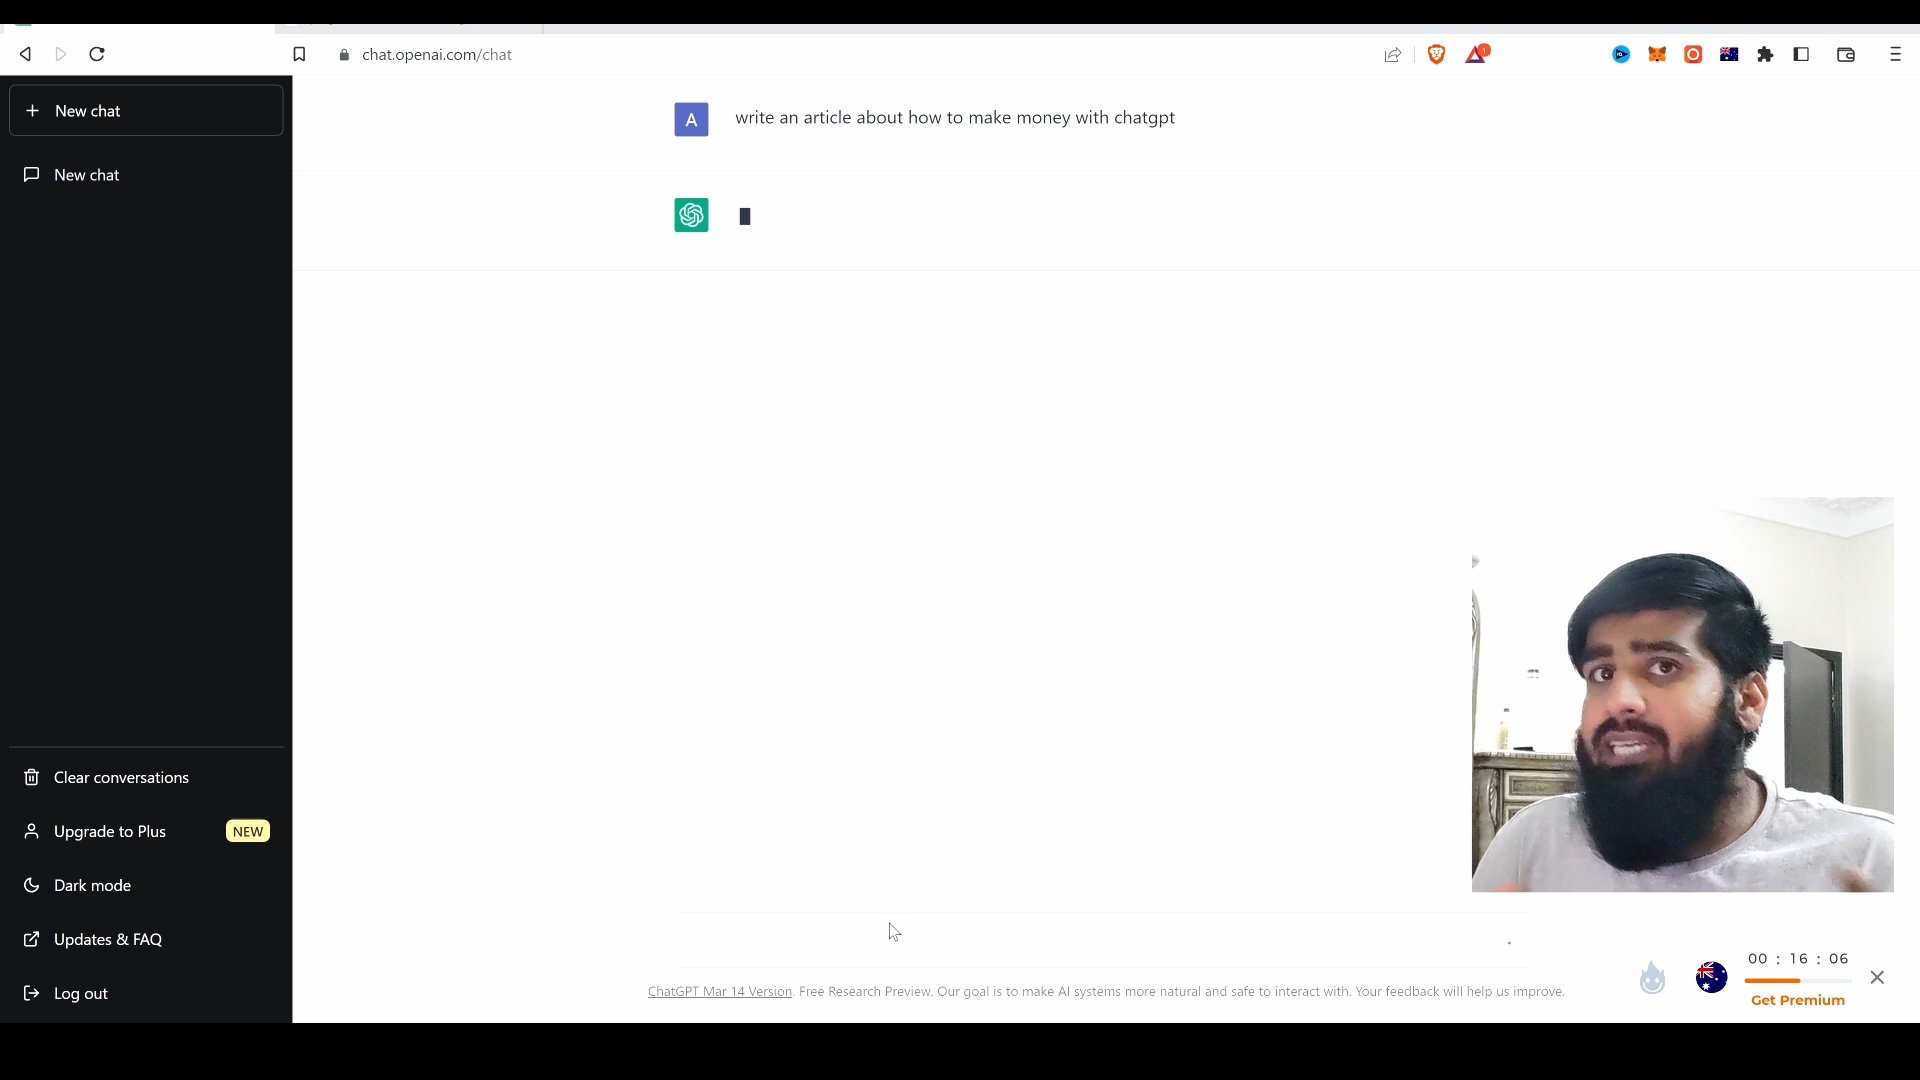 chat.openai.com/chat
1
New chat
New chat
A
write an article about how to make money with chatgpt
Clear conversations
Upgrade to Plus NEW
Dark mode
Updates & FAQ
Log out
ChatGPT Mar 14 Version. Free Research Preview. Our goal is to make AI systems more natural and safe to interact with. Your feedback will help us improve.
00 : 16 : 06
Get Premium